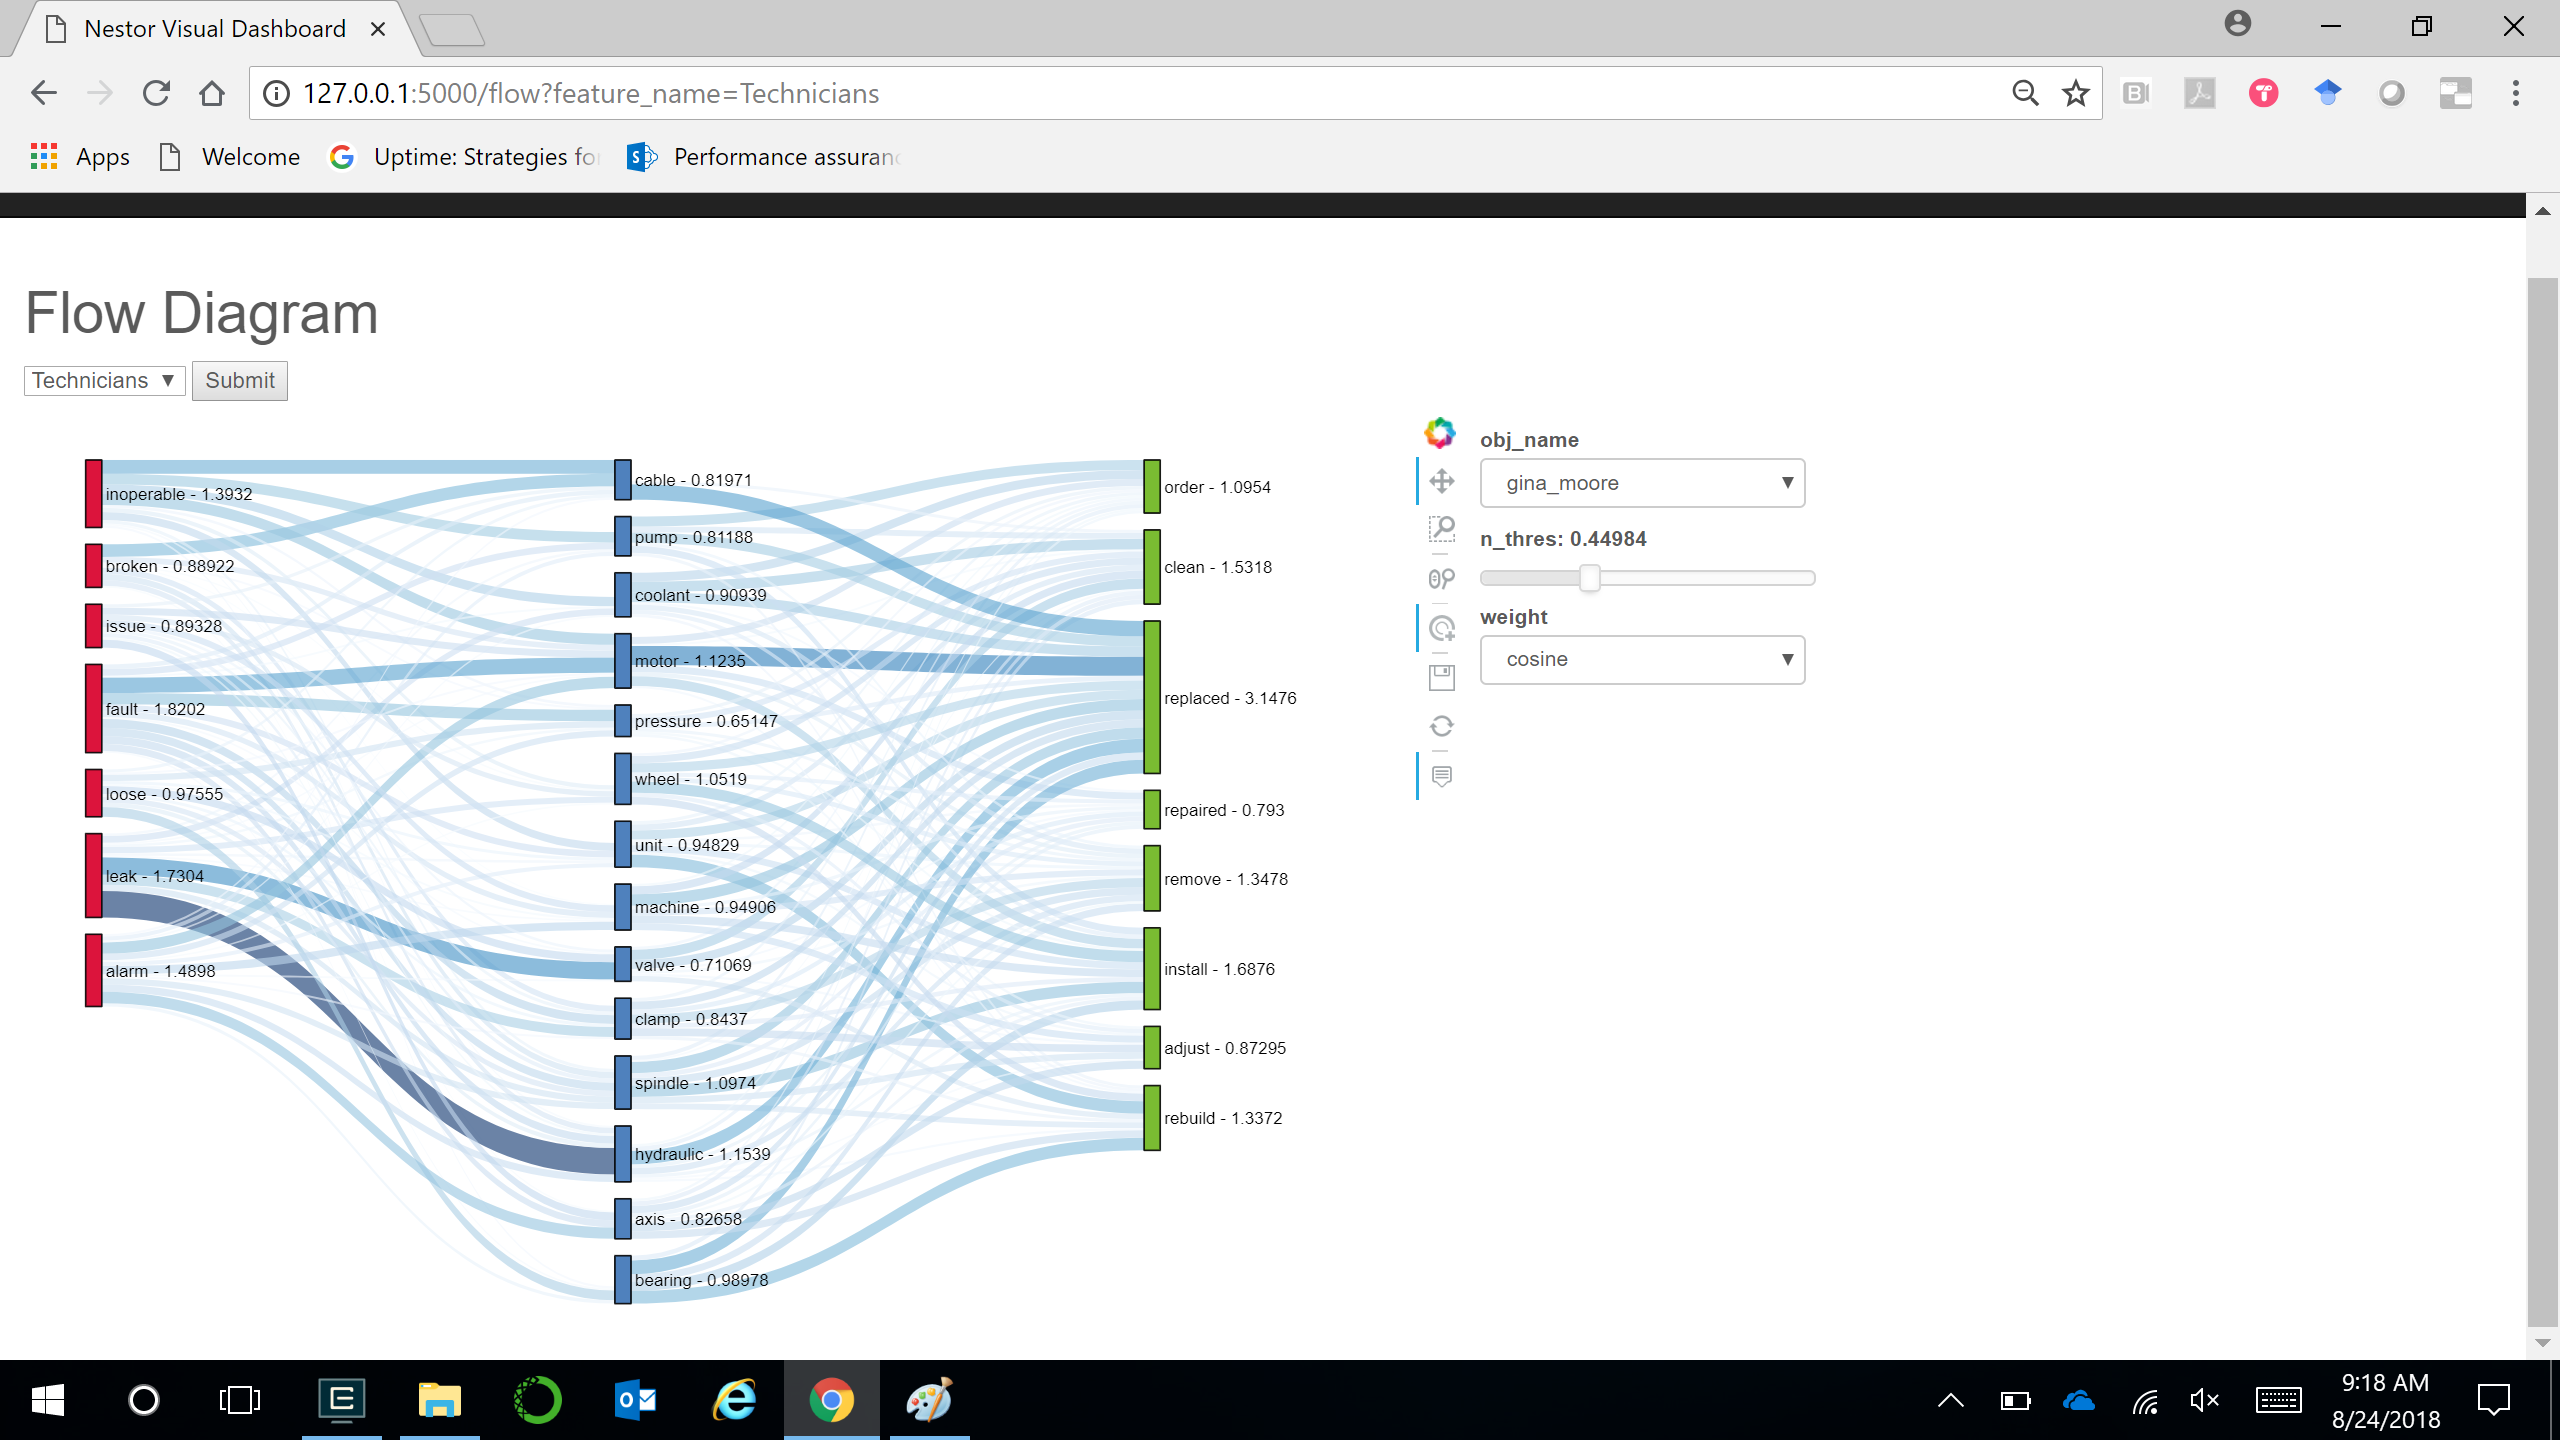 Nestor Visual Dashboard
127.0.0.1:5000/flow?feature_name=Technicians
Apps Welcome Uptime: Strategies fo Performance assuran
Flow Diagram
Technicians Submit
inoperable - 1.3932
broken - 0.88922
issue - 0.89328
fault - 1.8202
loose - 0.97555
leak - 1.7304
alarm - 1.4898
cable - 0.81971
pump - 0.81188
coolant - 0.90939
motor - 1.1235
pressure - 0.65147
wheel - 1.0519
unit - 0.94829
machine - 0.94906
valve - 0.71069
clamp - 0.8437
spindle - 1.0974
hydraulic - 1.1539
axis - 0.82658
bearing - 0.98978
order - 1.0954
clean - 1.5318
replaced - 3.1476
repaired - 0.793
remove - 1.3478
install - 1.6876
adjust - 0.87295
rebuild - 1.3372
obj_name
gina_moore
n_thres: 0.44984
weight
cosine
9:18 AM
8/24/2018